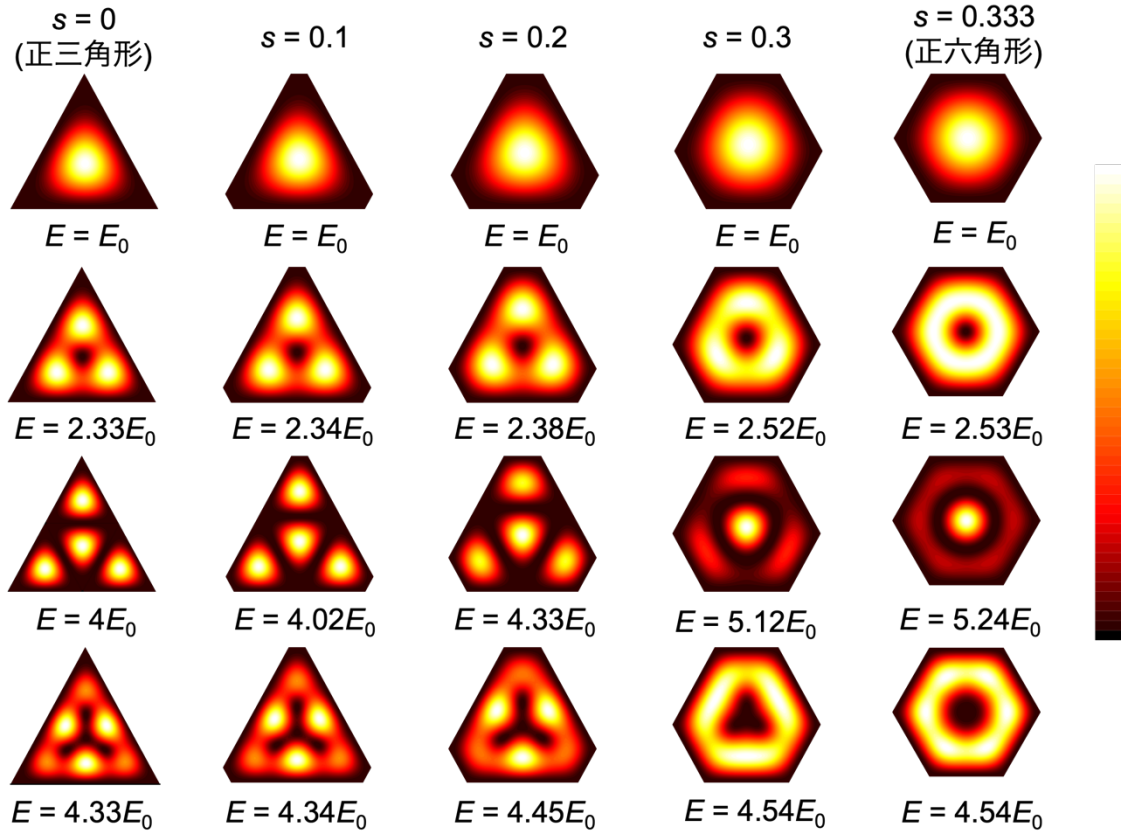 s = 0
(正三角形)
s = 0.1
s = 0.2
s = 0.3
s = 0.333
(正六角形)
E = E₀
E = E₀
E = E₀
E = E₀
E = E₀
E = 2.33E₀
E = 2.34E₀
E = 2.38E₀
E = 2.52E₀
E = 2.53E₀
E = 4E₀
E = 4.02E₀
E = 4.33E₀
E = 5.12E₀
E = 5.24E₀
E = 4.33E₀
E = 4.34E₀
E = 4.45E₀
E = 4.54E₀
E = 4.54E₀